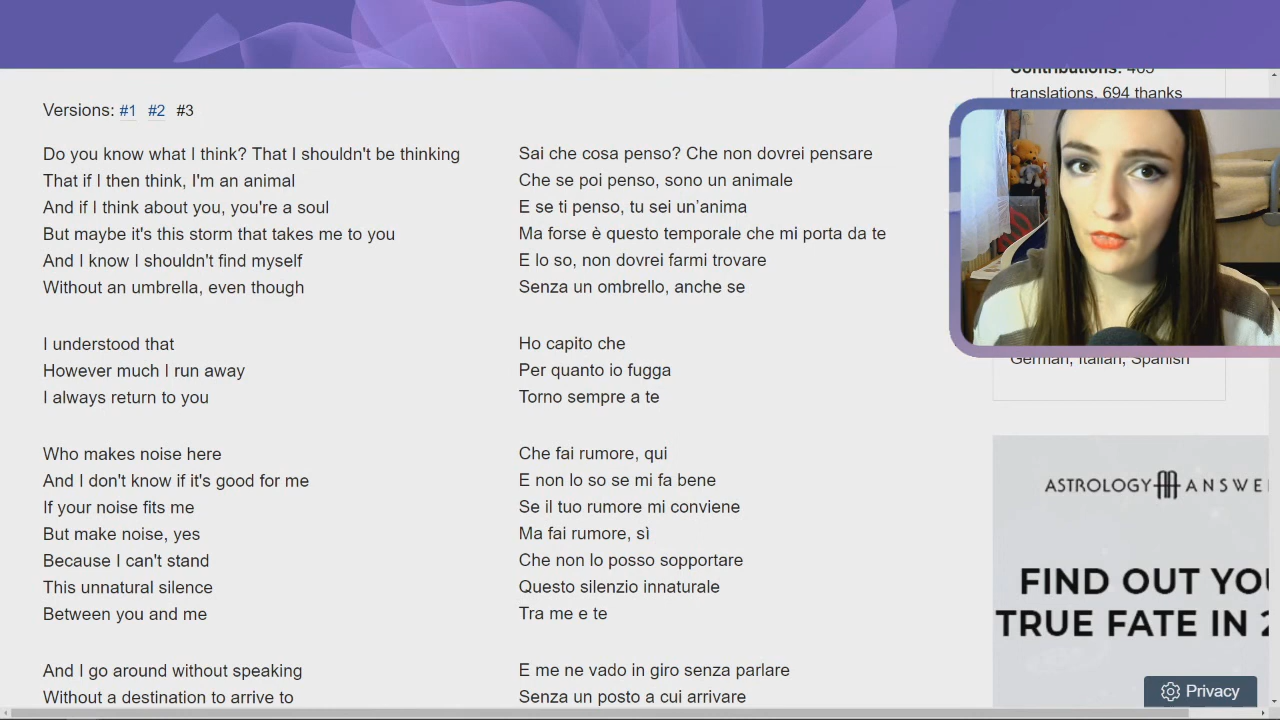 Versions: #1 #2 #3
Do you know what I think? That I shouldn't be thinking
That if I then think, I'm an animal
And if I think about you, you're a soul
But maybe it's this storm that takes me to you
And I know I shouldn't find myself
Without an umbrella, even though
I understood that
However much I run away
I always return to you
Who makes noise here
And I don't know if it's good for me
If your noise fits me
But make noise, yes
Because I can't stand
This unnatural silence
Between you and me
And I go around without speaking
Without a destination to arrive to
Sai che cosa penso? Che non dovrei pensare
Che se poi penso, sono un animale
E se ti penso, tu sei un'anima
Ma forse è questo temporale che mi porta da te
E lo so, non dovrei farmi trovare
Senza un ombrello, anche se
Ho capito che
Per quanto io fugga
Torno sempre a te
Che fai rumore, qui
E non lo so se mi fa bene
Se il tuo rumore mi conviene
Ma fai rumore, sì
Che non lo posso sopportare
Questo silenzio innaturale
Tra me e te
E me ne vado in giro senza parlare
Senza un posto a cui arrivare
Contributions:
translations, 694 thanks
German, Italian, Spanish
ASTROLOGY ANSWE
FIND OUT YOU
TRUE FATE IN 2
Privacy